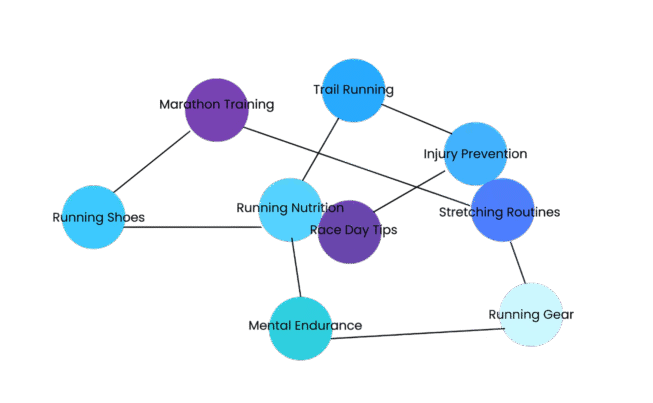 Trail Running
Marathon Training
Injury Prevention
Running Nutrition
Stretching Routines
Running Shoes
Race Day Tips
Running Gear
Mental Endurance